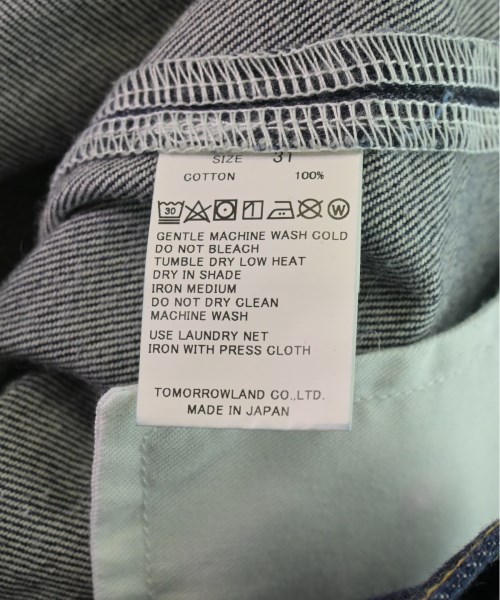 SIZE 31
COTTON 100%
30 W
GENTLE MACHINE WASH COLD
DO NOT BLEACH
TUMBLE DRY LOW HEAT
DRY IN SHADE
IRON MEDIUM
DO NOT DRY CLEAN
MACHINE WASH
USE LAUNDRY NET
IRON WITH PRESS CLOTH
TOMORROWLAND CO.,LTD.
MADE IN JAPAN